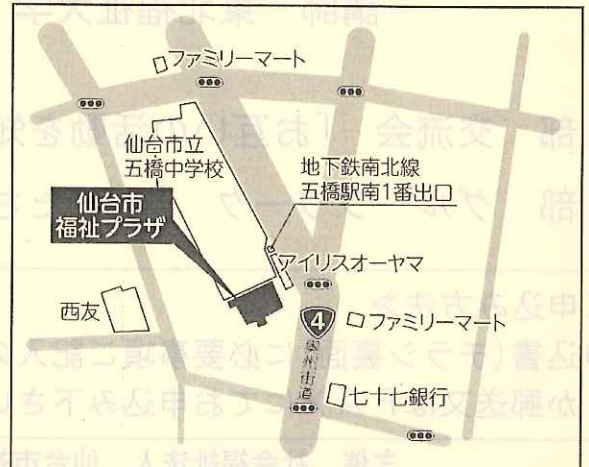 ファミリーマート
仙台市立
五橋中学校
地下鉄南北線
五橋駅南1番出口
仙台市
福祉プラザ
アイリスオーヤマ
西友
4
奥州街道
ファミリーマート
七十七銀行